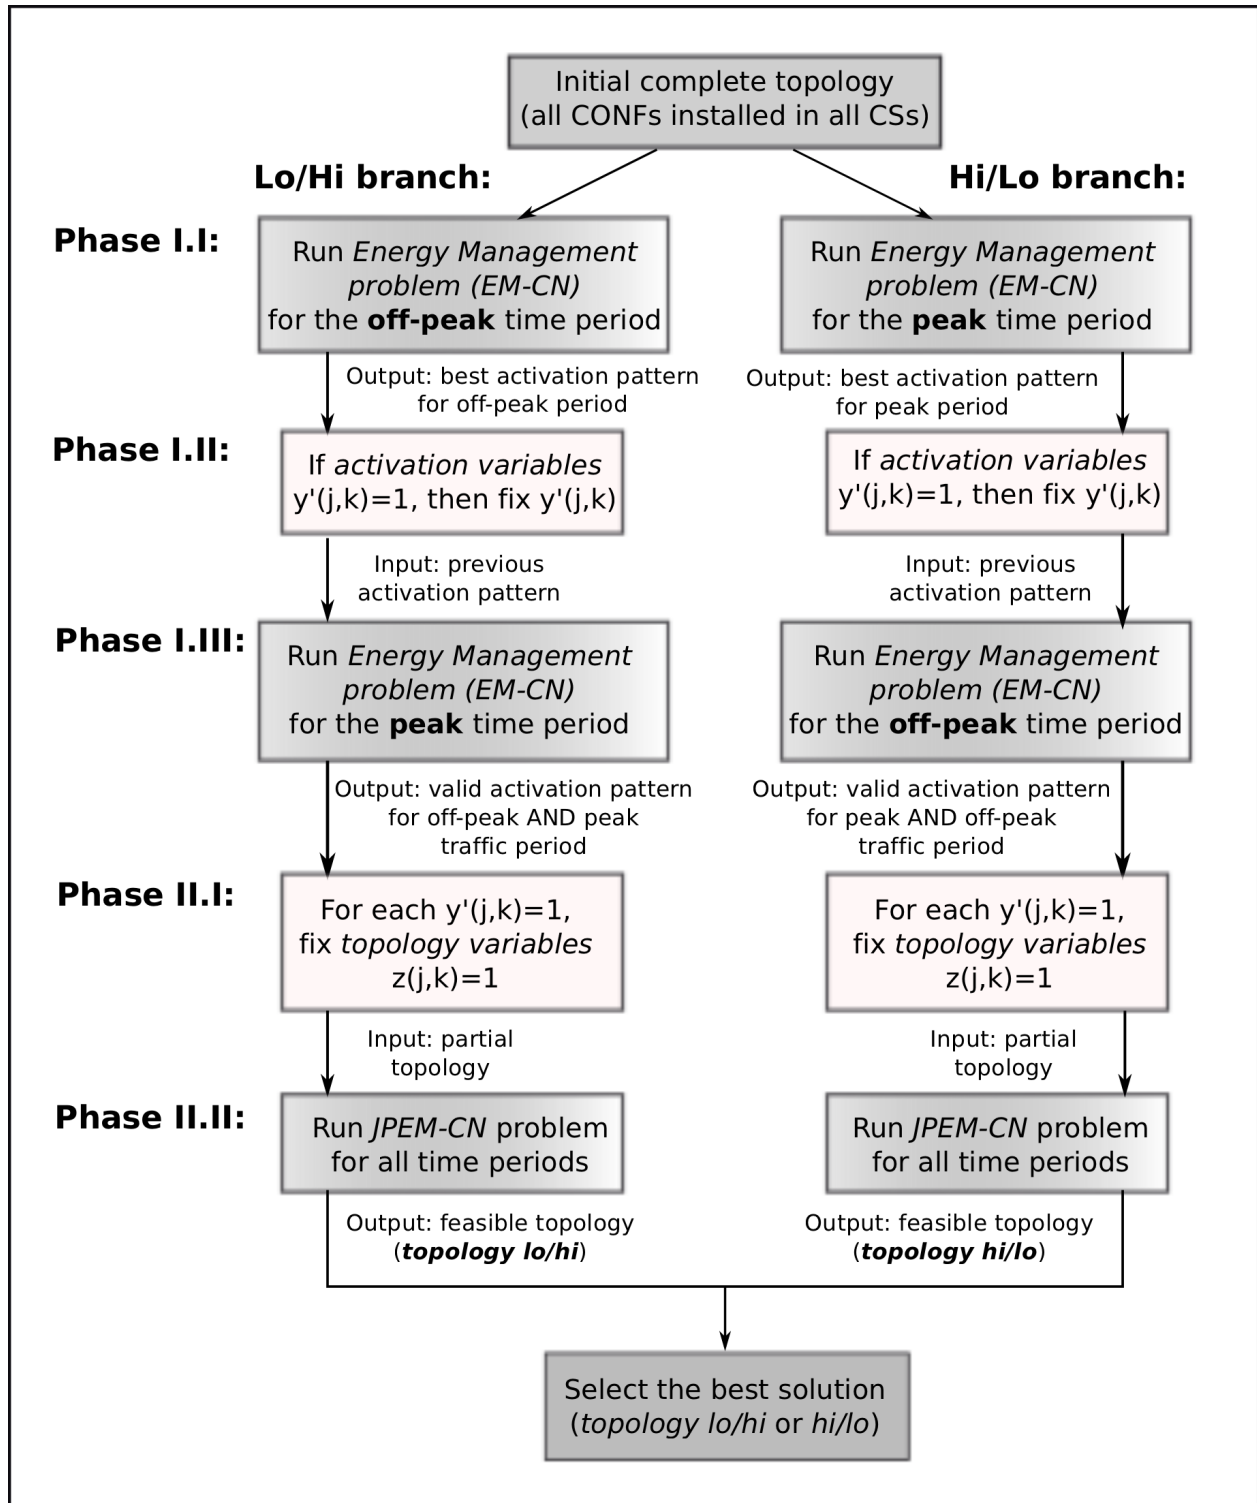 Initial complete topology
(all CONFs installed in all CSs)
Lo/Hi branch:
Hi/Lo branch:
Phase I.I:
Run Energy Management
problem (EM-CN)
for the off-peak time period
Run Energy Management
problem (EM-CN)
for the peak time period
Output: best activation pattern
for off-peak period
Output: best activation pattern
for peak period
Phase I.II:
If activation variables
y'(j,k)=1, then fix y'(j,k)
If activation variables
y'(j,k)=1, then fix y'(j,k)
Input: previous
activation pattern
Input: previous
activation pattern
Phase I.III:
Run Energy Management
problem (EM-CN)
for the peak time period
Run Energy Management
problem (EM-CN)
for the off-peak time period
Output: valid activation pattern
for off-peak AND peak
traffic period
Output: valid activation pattern
for peak AND off-peak
traffic period
Phase II.I:
For each y'(j,k)=1,
fix topology variables
z(j,k)=1
For each y'(j,k)=1,
fix topology variables
z(j,k)=1
Input: partial
topology
Input: partial
topology
Phase II.II:
Run JPEM-CN problem
for all time periods
Run JPEM-CN problem
for all time periods
Output: feasible topology
(topology lo/hi)
Output: feasible topology
(topology hi/lo)
Select the best solution
(topology lo/hi or hi/lo)